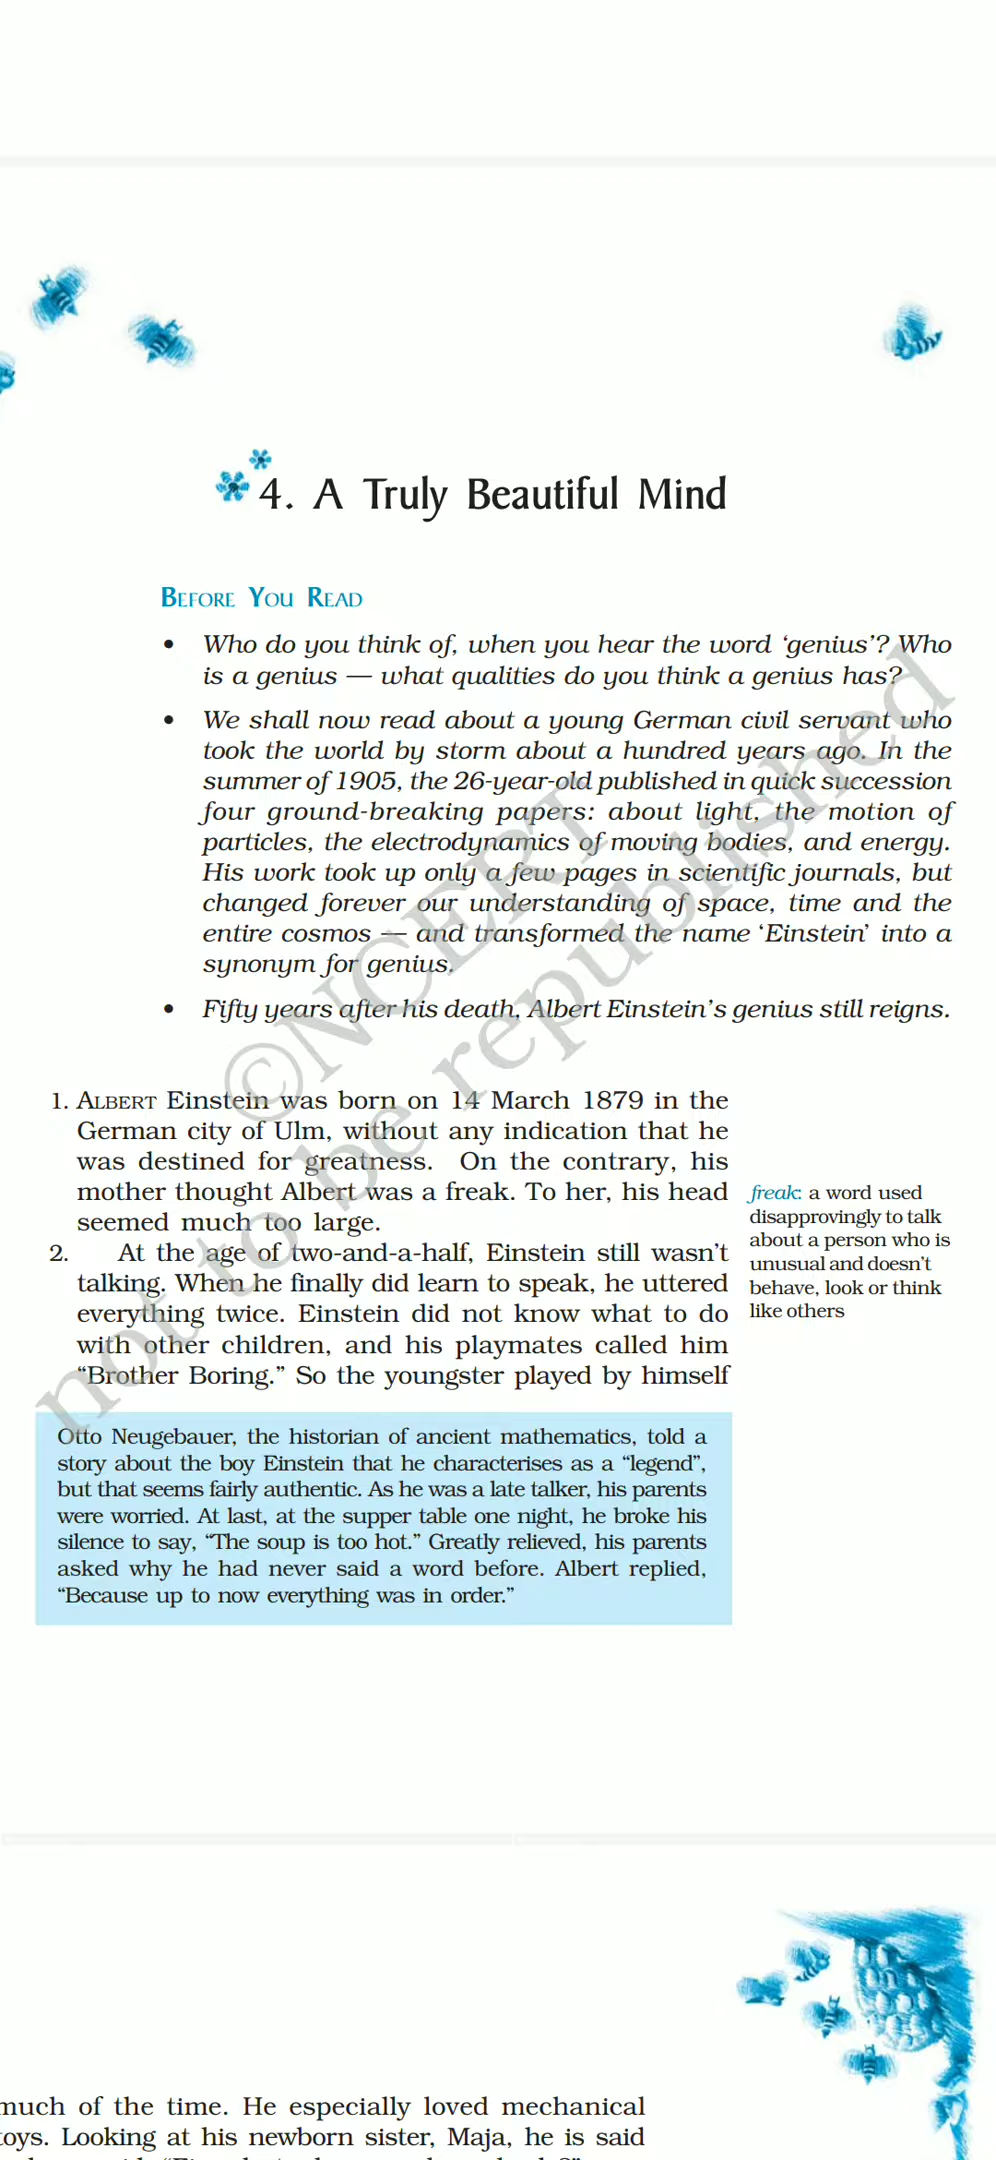 4. A Truly Beautiful Mind
BEFORE YOU READ
• Who do you think of, when you hear the word ‘genius’? Who
is a genius — what qualities do you think a genius has?
• We shall now read about a young German civil servant who
took the world by storm about a hundred years ago. In the
summer of 1905, the 26-year-old published in quick succession
four ground-breaking papers: about light, the motion of
particles, the electrodynamics of moving bodies, and energy.
His work took up only a few pages in scientific journals, but
changed forever our understanding of space, time and the
entire cosmos — and transformed the name ‘Einstein’ into a
synonym for genius.
• Fifty years after his death, Albert Einstein’s genius still reigns.
1. ALBERT Einstein was born on 14 March 1879 in the
German city of Ulm, without any indication that he
was destined for greatness. On the contrary, his
mother thought Albert was a freak. To her, his head
seemed much too large.
2. At the age of two-and-a-half, Einstein still wasn’t
talking. When he finally did learn to speak, he uttered
everything twice. Einstein did not know what to do
with other children, and his playmates called him
“Brother Boring.” So the youngster played by himself
freak: a word used
disapprovingly to talk
about a person who is
unusual and doesn’t
behave, look or think
like others
Otto Neugebauer, the historian of ancient mathematics, told a
story about the boy Einstein that he characterises as a “legend”,
but that seems fairly authentic. As he was a late talker, his parents
were worried. At last, at the supper table one night, he broke his
silence to say, “The soup is too hot.” Greatly relieved, his parents
asked why he had never said a word before. Albert replied,
“Because up to now everything was in order.”
©NCERT
not to be republished
much of the time. He especially loved mechanical
toys. Looking at his newborn sister, Maja, he is said